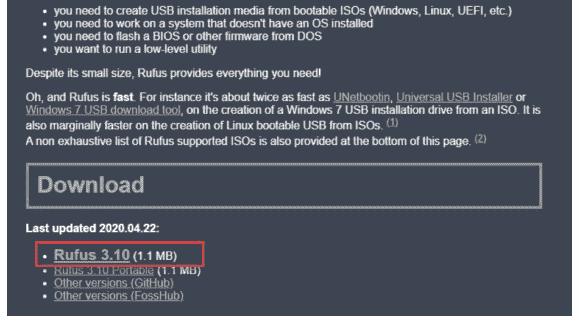 • you need to create USB installation media from bootable ISOs (Windows, Linux, UEFI, etc.)
• you need to work on a system that doesn't have an OS installed
• you need to flash a BIOS or other firmware from DOS
• you want to run a low-level utility
Despite its small size, Rufus provides everything you need!
Oh, and Rufus is fast. For instance it's about twice as fast as UNetbootin, Universal USB Installer or
Windows 7 USB download tool, on the creation of a Windows 7 USB installation drive from an ISO. It is
also marginally faster on the creation of Linux bootable USB from ISOs. (1)
A non exhaustive list of Rufus supported ISOs is also provided at the bottom of this page. (2)
Download
Last updated 2020.04.22:
• Rufus 3.10 (1.1 MB)
• Rufus 3.10 Portable (1.1 MB)
• Other versions (GitHub)
• Other versions (FossHub)